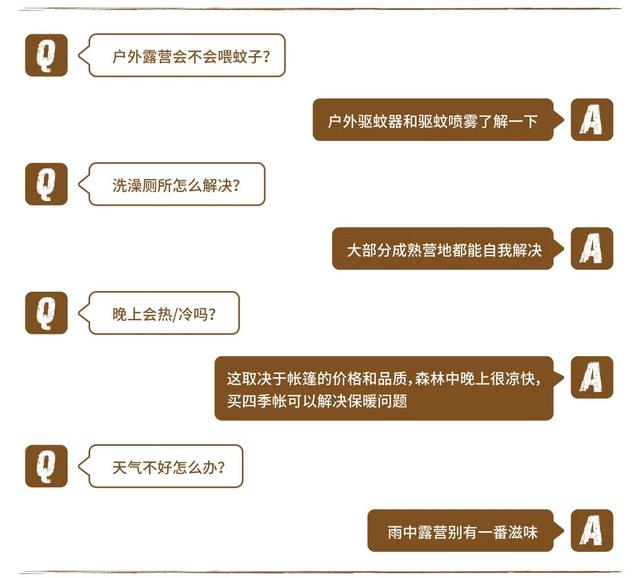 Q
户外露营会不会喂蚊子？
户外驱蚊器和驱蚊喷雾了解一下
A
Q
洗澡厕所怎么解决？
大部分成熟营地都能自我解决
A
Q
晚上会热/冷吗？
这取决于帐篷的价格和品质，森林中晚上很凉快，
买四季帐可以解决保暖问题
A
Q
天气不好怎么办？
雨中露营别有一番滋味
A